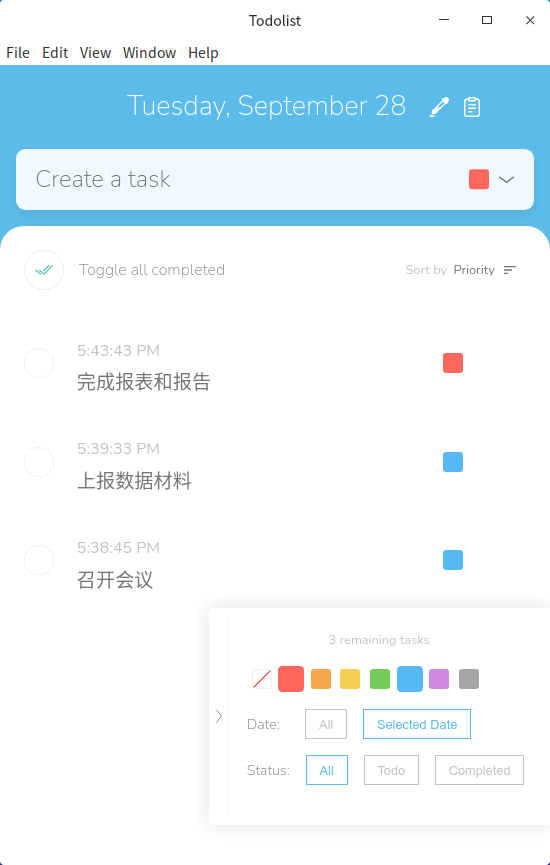 Todolist
File Edit View Window Help
Tuesday, September 28
Create a task
Toggle all completed
Sort by Priority
5:43:43 PM
完成报表和报告
5:39:33 PM
上报数据材料
5:38:45 PM
召开会议
3 remaining tasks
Date: All Selected Date
Status: All Todo Completed